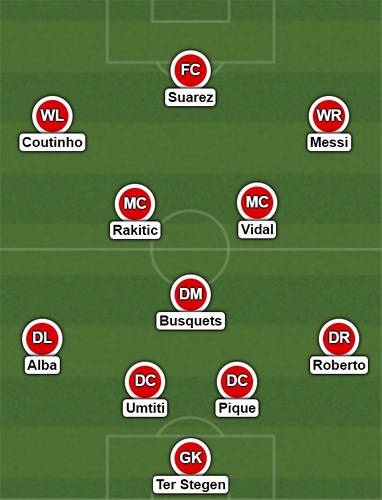 FC
Suarez
WL
Coutinho
WR
Messi
MC
Rakitic
MC
Vidal
DM
Busquets
DL
Alba
DR
Roberto
DC
Umtiti
DC
Pique
GK
Ter Stegen